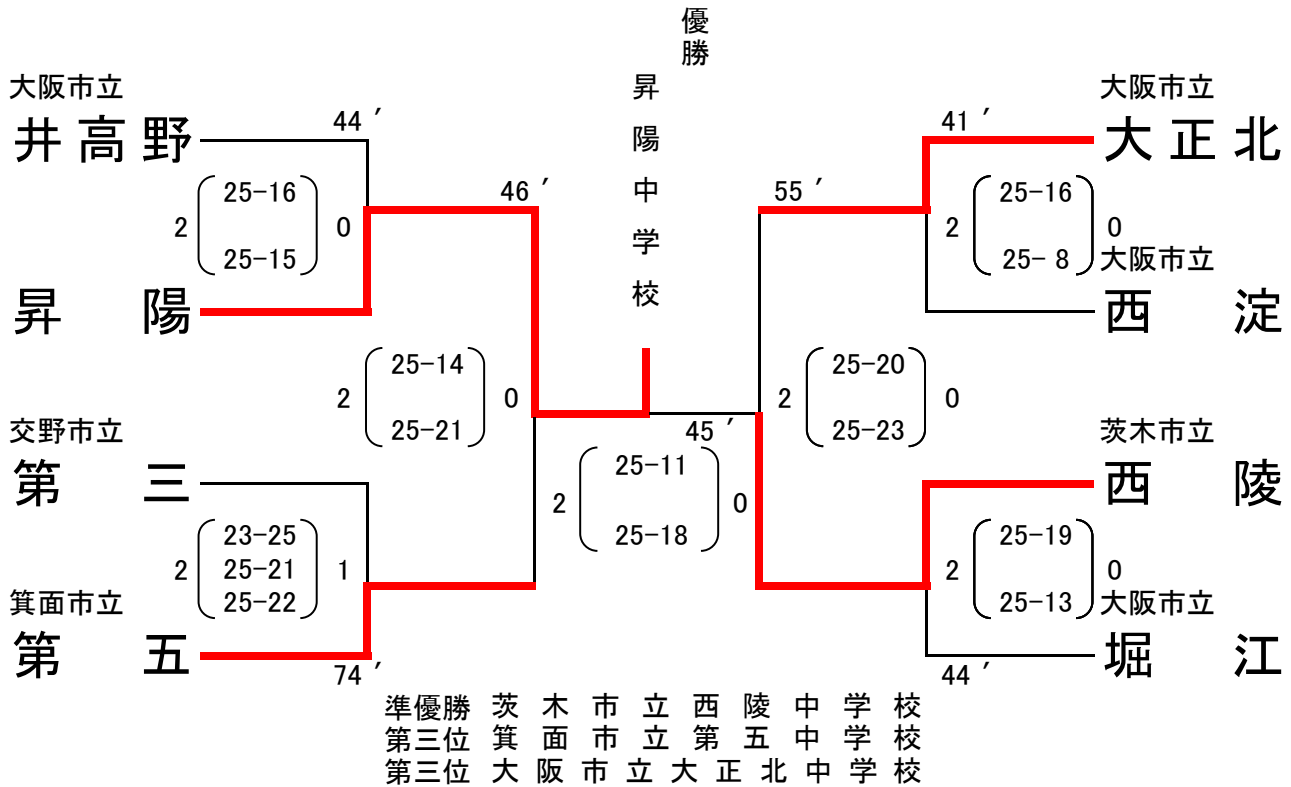 優勝
昇陽中学校
大阪市立
井高野
44 ′
25-16
2 0
25-15
昇陽
46 ′
25-14
2 0
25-21
交野市立
第三
23-25
2 25-21 1
25-22
箕面市立
第五
74 ′
45 ′
25-11
2 0
25-18
55 ′
25-20
2 0
25-23
41 ′
大阪市立
大正北
25-16
2 0
25- 8
大阪市立
西淀
茨木市立
西陵
25-19
2 0
25-13
大阪市立
堀江
44 ′
準優勝 茨木市立西陵中学校
第三位 箕面市立第五中学校
第三位 大阪市立大正北中学校